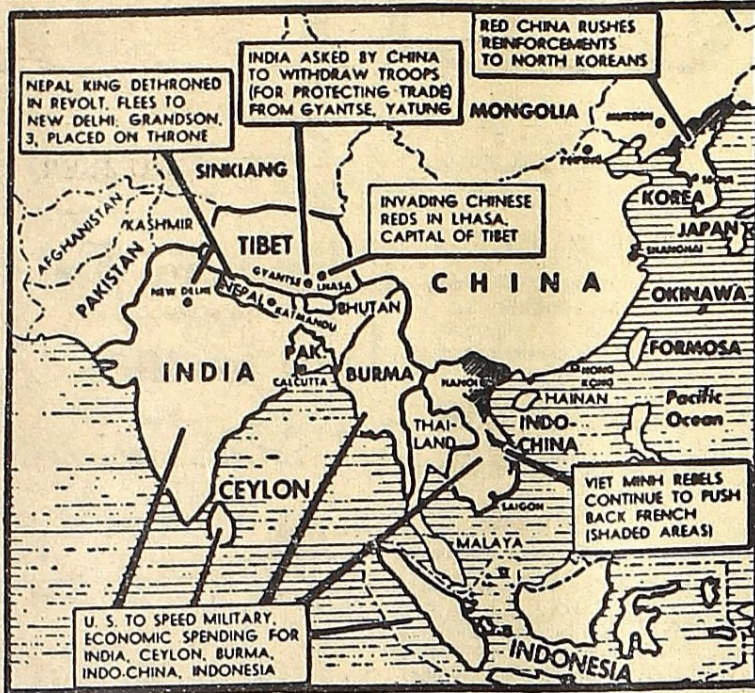 RED CHINA RUSHES
REINFORCEMENTS
TO NORTH KOREANS
INDIA ASKED BY CHINA
TO WITHDRAW TROOPS
(FOR PROTECTING TRADE)
FROM GYANTSE, YATUNG
NEPAL KING DETHRONED
IN REVOLT, FLEES TO
NEW DELHI; GRANDSON,
3, PLACED ON THRONE
MONGOLIA
MUKDEN
PEIPING
SINKIANG
KOREA
SEOUL
JAPAN
INVADING CHINESE
REDS IN LHASA,
CAPITAL OF TIBET
AFGHANISTAN
KASHMIR
PAKISTAN
TIBET
GYANTSE
LHASA
SHANGHAI
CHINA
NEW DELHI
NEPAL
KATMANDU
BHUTAN
OKINAWA
FORMOSA
PAK.
INDIA
CALCUTTA
BURMA
HANOI
HONG
KONG
HAINAN
Pacific
Ocean
THAI-
LAND
INDO-
CHINA
CEYLON
SAIGON
VIET MINH REBELS
CONTINUE TO PUSH
BACK FRENCH
(SHADED AREAS)
MALAYA
U. S. TO SPEED MILITARY,
ECONOMIC SPENDING FOR
INDIA, CEYLON, BURMA,
INDO-CHINA, INDONESIA
INDONESIA